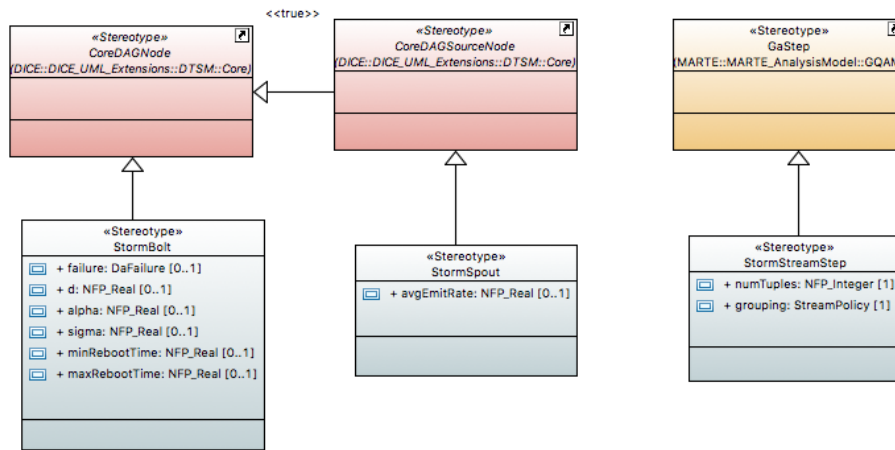 <<true>>
«Stereotype»
CoreDAGNode
(DICE::DICE_UML_Extensions::DTSM::Core)
«Stereotype»
CoreDAGSourceNode
(DICE::DICE_UML_Extensions::DTSM::Core)
«Stereotype»
GaStep
(MARTE::MARTE_AnalysisModel::GQAM
«Stereotype»
StormBolt
+ failure: DaFailure [0..1]
+ d: NFP_Real [0..1]
+ alpha: NFP_Real [0..1]
+ sigma: NFP_Real [0..1]
+ minRebootTime: NFP_Real [0..1]
+ maxRebootTime: NFP_Real [0..1]
«Stereotype»
StormSpout
+ avgEmitRate: NFP_Real [0..1]
«Stereotype»
StormStreamStep
+ numTuples: NFP_Integer [1]
+ grouping: StreamPolicy [1]